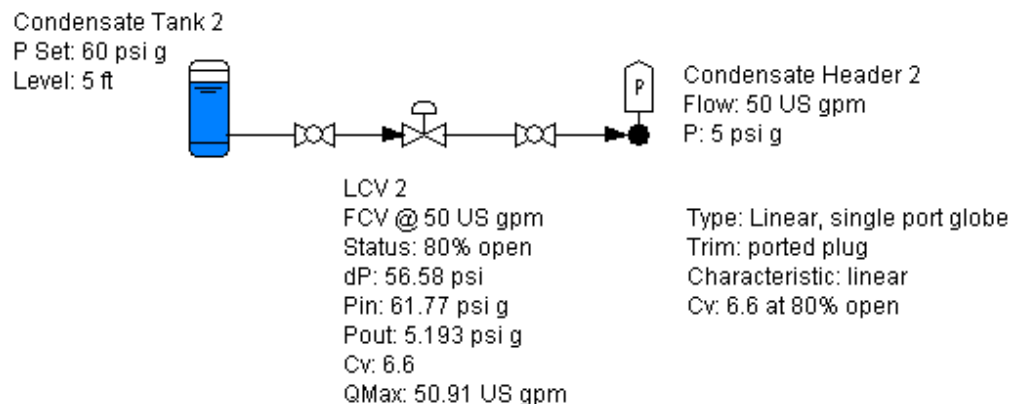 Condensate Tank 2
P Set: 60 psi g
Level: 5 ft
P
Condensate Header 2
Flow: 50 US gpm
P: 5 psi g
LCV 2
FCV @ 50 US gpm
Status: 80% open
dP: 56.58 psi
Pin: 61.77 psi g
Pout: 5.193 psi g
Cv: 6.6
QMax: 50.91 US gpm
Type: Linear, single port globe
Trim: ported plug
Characteristic: linear
Cv: 6.6 at 80% open